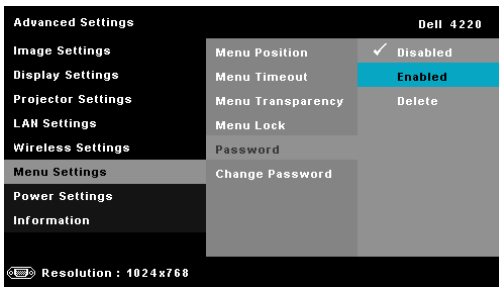 Advanced Settings
Dell 4220
Image Settings
Display Settings
Projector Settings
LAN Settings
Wireless Settings
Menu Settings
Power Settings
Information
Menu Position
Menu Timeout
Menu Transparency
Menu Lock
Password
Change Password
Disabled
Enabled
Delete
Resolution : 1024x768